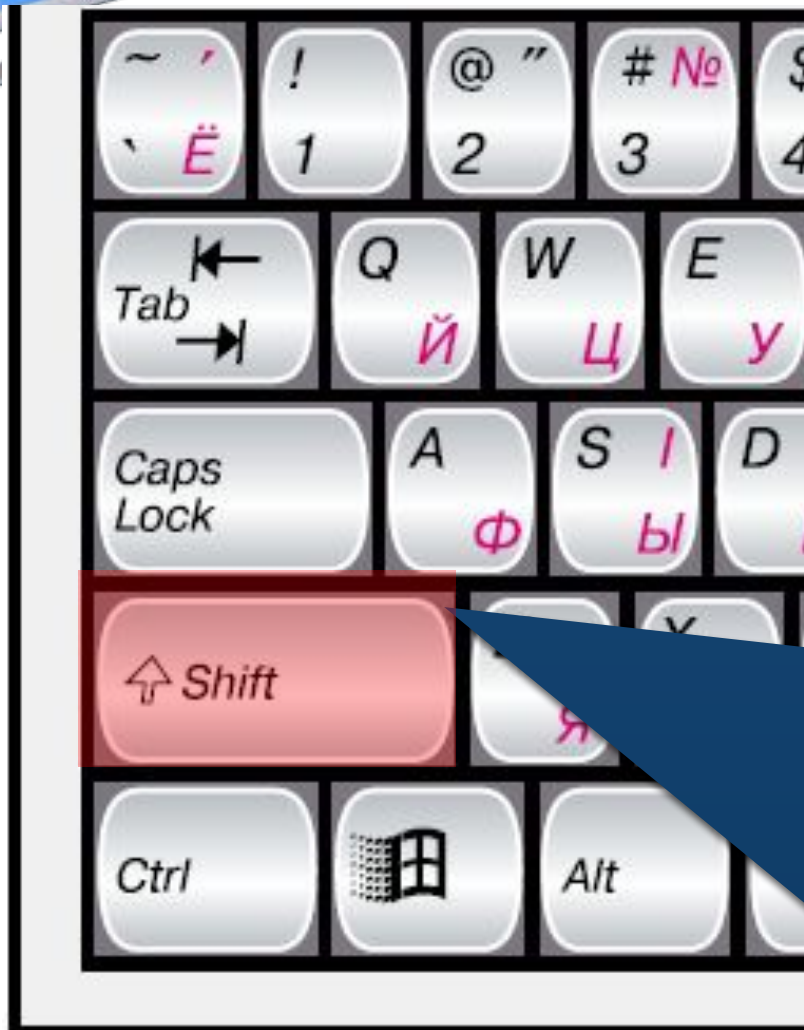 ~ ′ ! @ ″ # № $
` Ё 1 2 3 4
Tab Q W E
Й Ц У
Caps Lock A S І D
Ф Ы
Shift
Я
Ctrl Alt